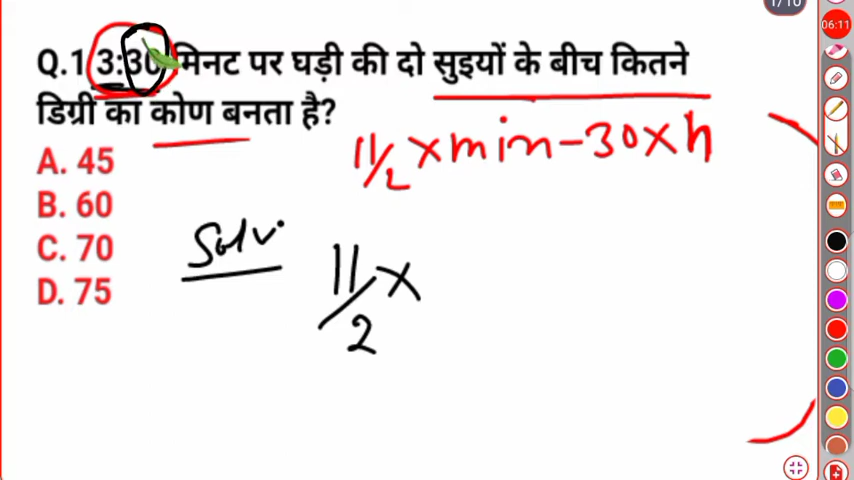 1/10
06:11
Q.1 3:30 मिनट पर घड़ी की दो सुइयों के बीच कितने
डिग्री का कोण बनता है?
11/2 × min - 30 × h
A. 45
B. 60
C. 70
D. 75
Solv
11/2 ×